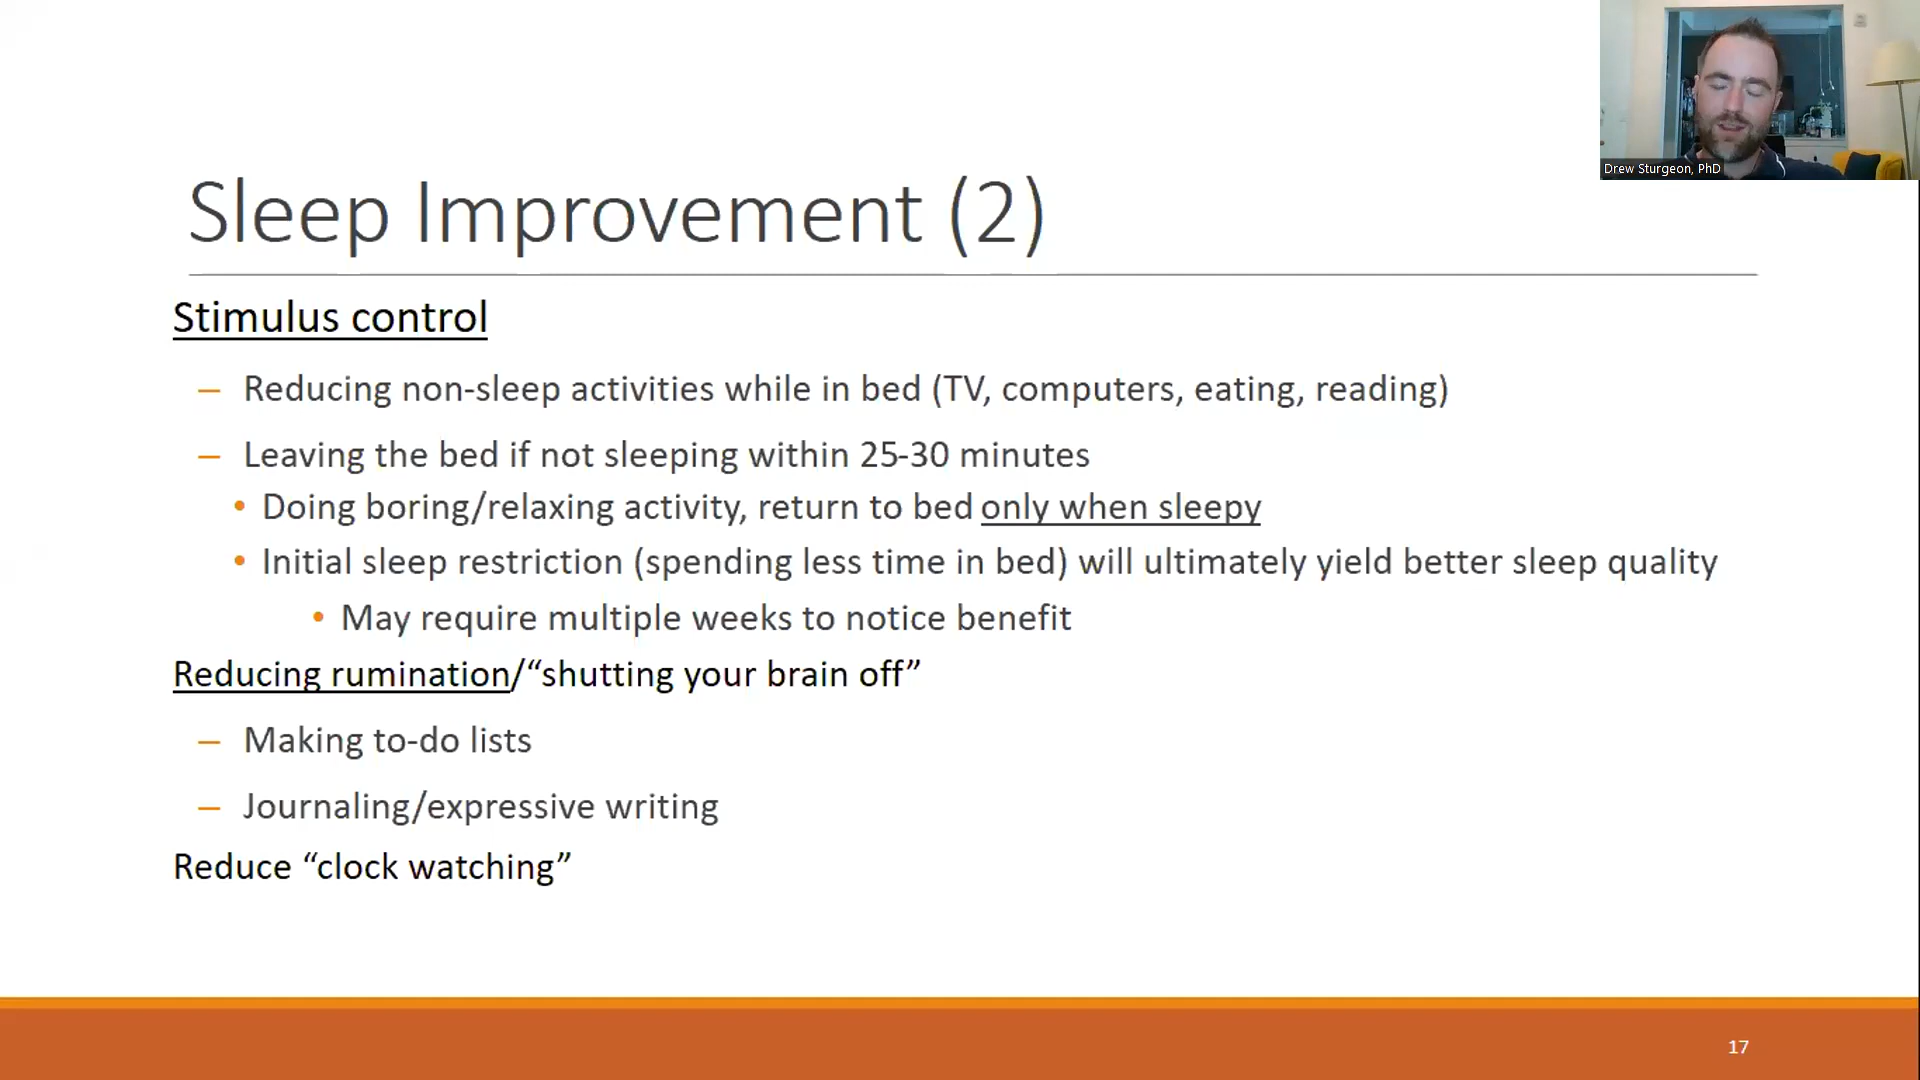 Drew Sturgeon, PhD
Sleep Improvement (2)
Stimulus control
– Reducing non-sleep activities while in bed (TV, computers, eating, reading)
– Leaving the bed if not sleeping within 25-30 minutes
• Doing boring/relaxing activity, return to bed only when sleepy
• Initial sleep restriction (spending less time in bed) will ultimately yield better sleep quality
• May require multiple weeks to notice benefit
Reducing rumination/“shutting your brain off”
– Making to-do lists
– Journaling/expressive writing
Reduce “clock watching”
17